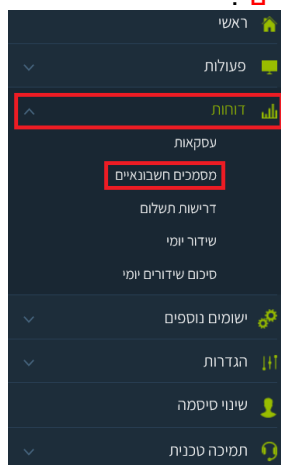 ראשי
פעולות
דוחות
עסקאות
מסמכים חשבונאיים
דרישות תשלום
שידור יומי
סיכום שידורים יומי
ישומים נוספים
הגדרות
שינוי סיסמה
תמיכה טכנית